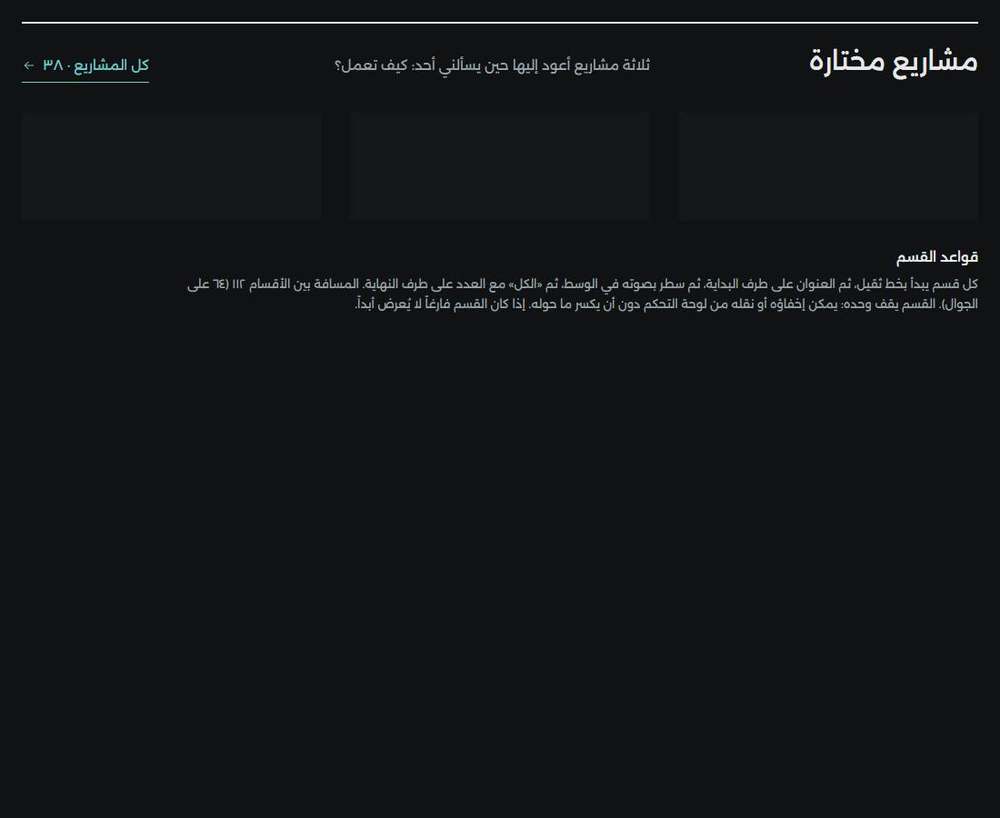 مشاريع مختارة
ثلاثة مشاريع أعود إليها حين يسألني أحد: كيف تعمل؟
كل المشاريع · ٣٨ ←
قواعد القسم
كل قسم يبدأ بخط ثقيل، ثم العنوان على طرف البداية، ثم سطر بصوته في الوسط، ثم «الكل» مع العدد على طرف النهاية. المسافة بين الأقسام ١١٢ (٦٤ على
الجوال). القسم يقف وحده: يمكن إخفاؤه أو نقله من لوحة التحكم دون أن يكسر ما حوله. إذا كان القسم فارغاً لا يُعرض أبداً.